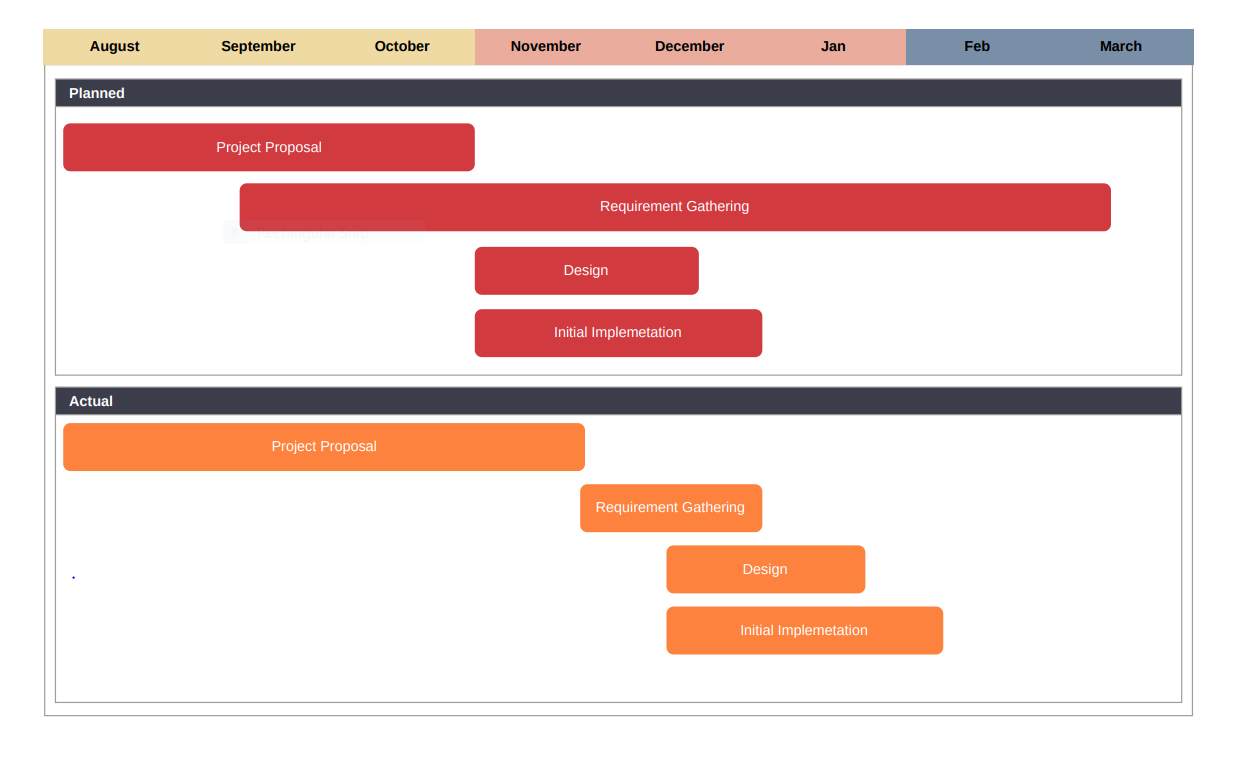 August September October November December Jan Feb March
Planned
Project Proposal
Requirement Gathering
Design
Initial Implemetation
Actual
Project Proposal
Requirement Gathering
Design
Initial Implemetation
.